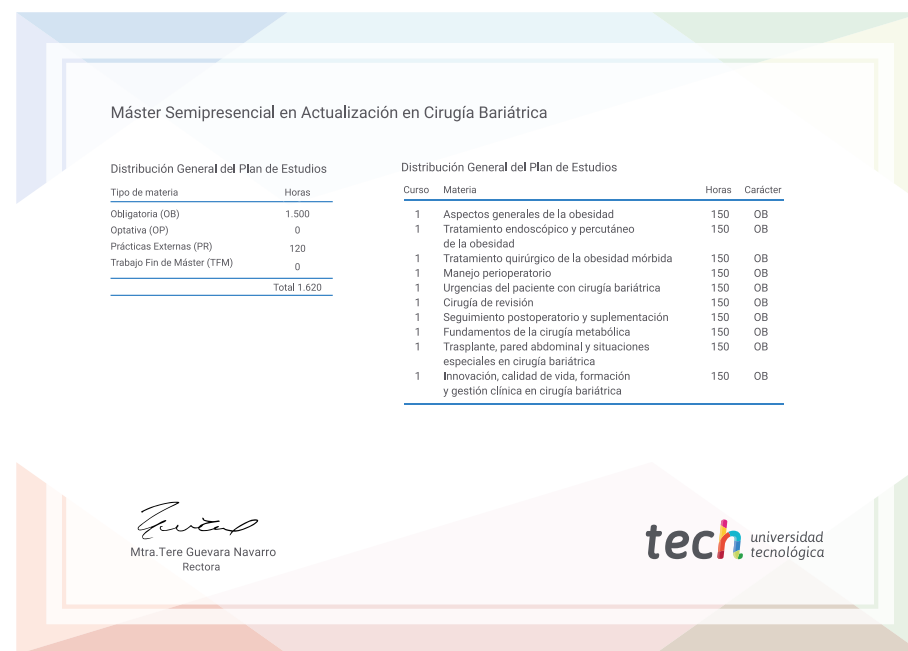 Máster Semipresencial en Actualización en Cirugía Bariátrica
Distribución General del Plan de Estudios
Tipo de materia Horas
Obligatoria (OB) 1.500
Optativa (OP) 0
Prácticas Externas (PR) 120
Trabajo Fin de Máster (TFM) 0
Total 1.620
Distribución General del Plan de Estudios
Curso Materia Horas Carácter
1 Aspectos generales de la obesidad 150 OB
1 Tratamiento endoscópico y percutáneo 150 OB
de la obesidad
1 Tratamiento quirúrgico de la obesidad mórbida 150 OB
1 Manejo perioperatorio 150 OB
1 Urgencias del paciente con cirugía bariátrica 150 OB
1 Cirugía de revisión 150 OB
1 Seguimiento postoperatorio y suplementación 150 OB
1 Fundamentos de la cirugía metabólica 150 OB
1 Trasplante, pared abdominal y situaciones 150 OB
especiales en cirugía bariátrica
1 Innovación, calidad de vida, formación 150 OB
y gestión clínica en cirugía bariátrica
Mtra.Tere Guevara Navarro
Rectora
tech universidad
tecnológica